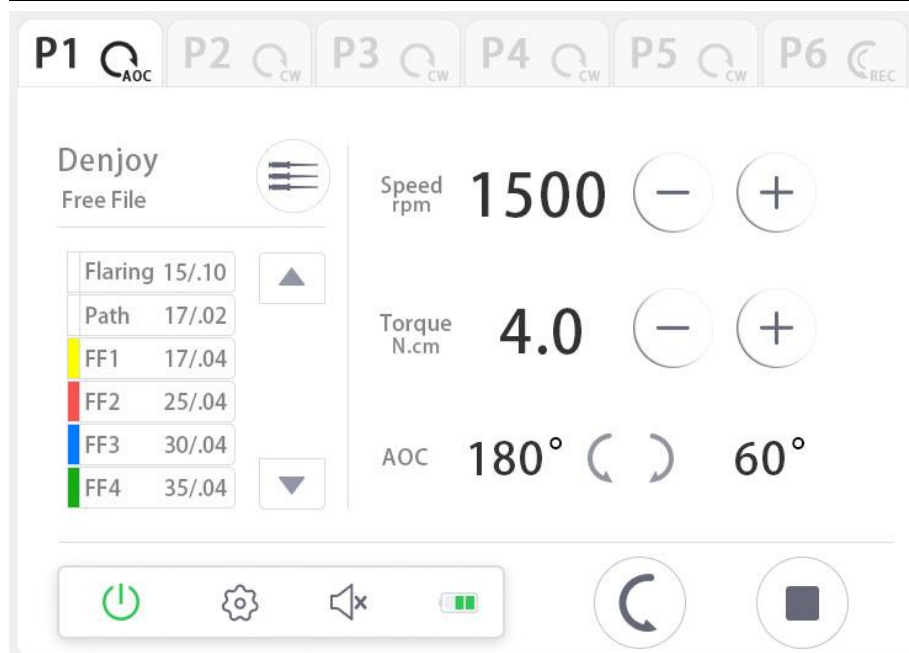 P1 AOC P2 CW P3 CW P4 CW P5 CW P6 REC
Denjoy
Free File
Flaring 15/.10
Path 17/.02
FF1 17/.04
FF2 25/.04
FF3 30/.04
FF4 35/.04
Speed
rpm
1500
Torque
N.cm
4.0
AOC 180° 60°